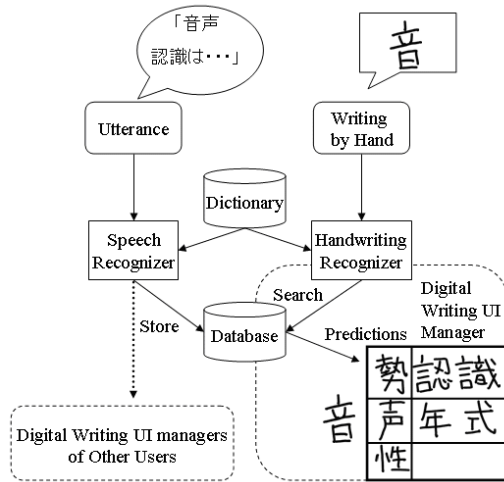 「音声
認識は・・・」
音
Utterance
Writing
by Hand
Dictionary
Speech
Recognizer
Handwriting
Recognizer
Search
Digital
Writing UI
Manager
Store
Database
Predictions
勢 認 識
音 声 年 式
性
Digital Writing UI managers
of Other Users